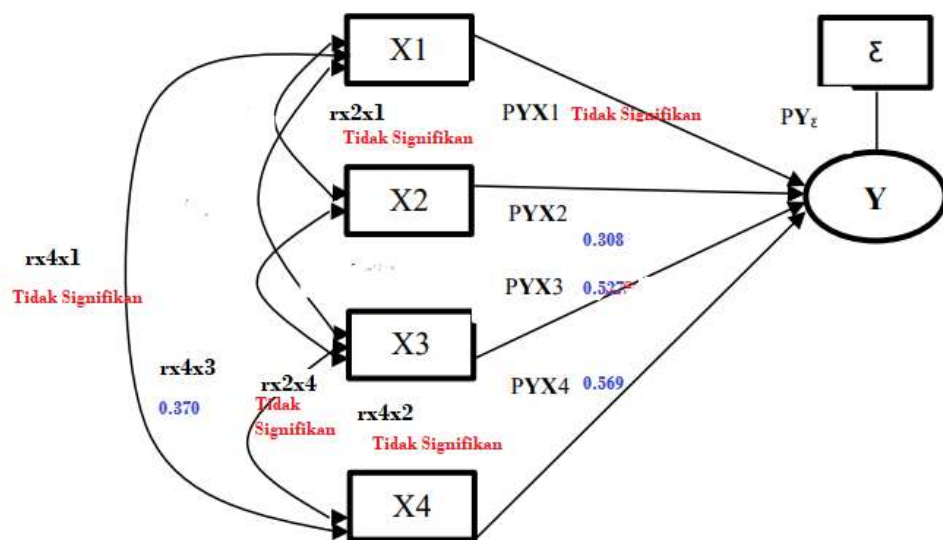 X1
ε
rx2x1
Tidak Signifikan
PYX1 Tidak Signifikan
PYε
X2
Y
PYX2
0.308
rx4x1
Tidak Signifikan
PYX3
X3
rx4x3
0.370
rx2x4
Tidak
Signifikan
rx4x2
Tidak Signifikan
PYX4 0.569
X4